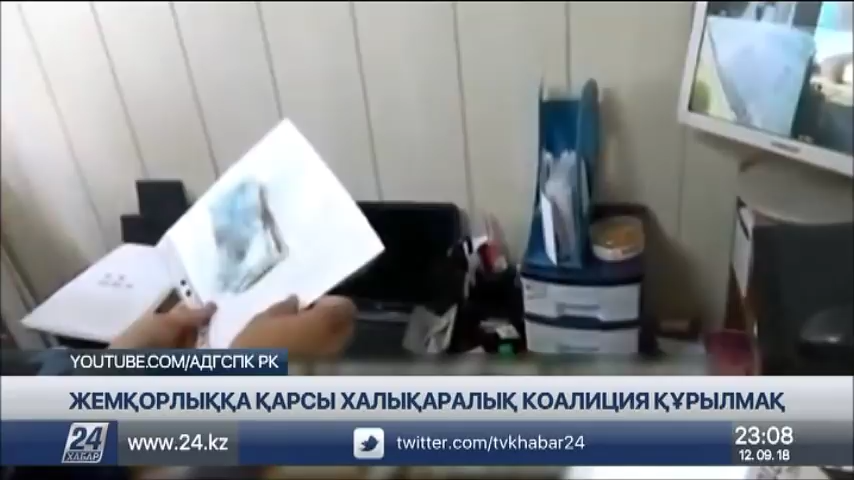 YOUTUBE.COM/АДГСПК РК
ЖЕМҚОРЛЫҚҚА ҚАРСЫ ХАЛЫҚАРАЛЫҚ КОАЛИЦИЯ ҚҰРЫЛМАҚ
24 ХАБАР
www.24.kz
twitter.com/tvkhabar24
23:08
12.09.18